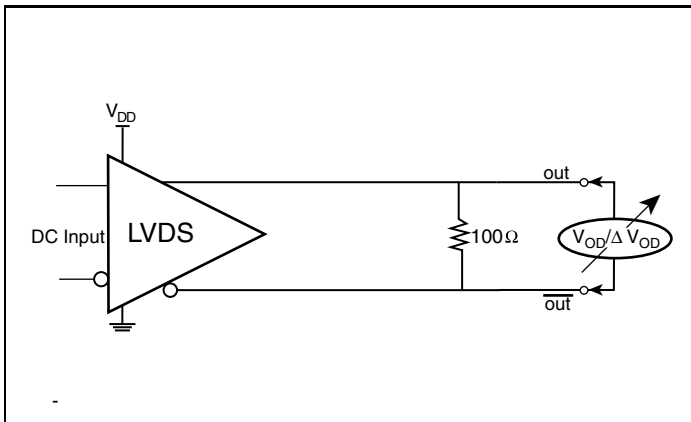 V_DD
out
DC Input
LVDS
100Ω
V_OD/Δ V_OD
out
-